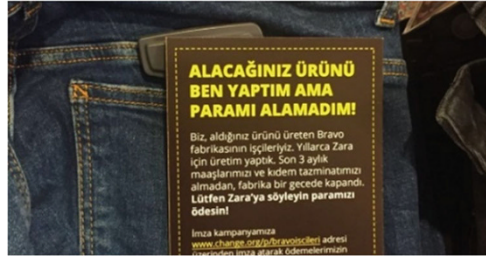 ALACAĞINIZ ÜRÜNÜ
BEN YAPTIM AMA
PARAMI ALAMADIM!
Biz, aldığınız ürünü üreten Bravo
fabrikasının işçileriyiz. Yıllarca Zara
için üretim yaptık. Son 3 aylık
maaşlarımızı ve kıdem tazminatımızı
almadan, fabrika bir gecede kapandı.
Lütfen Zara'ya söyleyin paramızı
ödesin!
İmza kampanyamıza
www.change.org/p/bravoiscileri adresi
üzerinden imza atarak ödemelerimizin